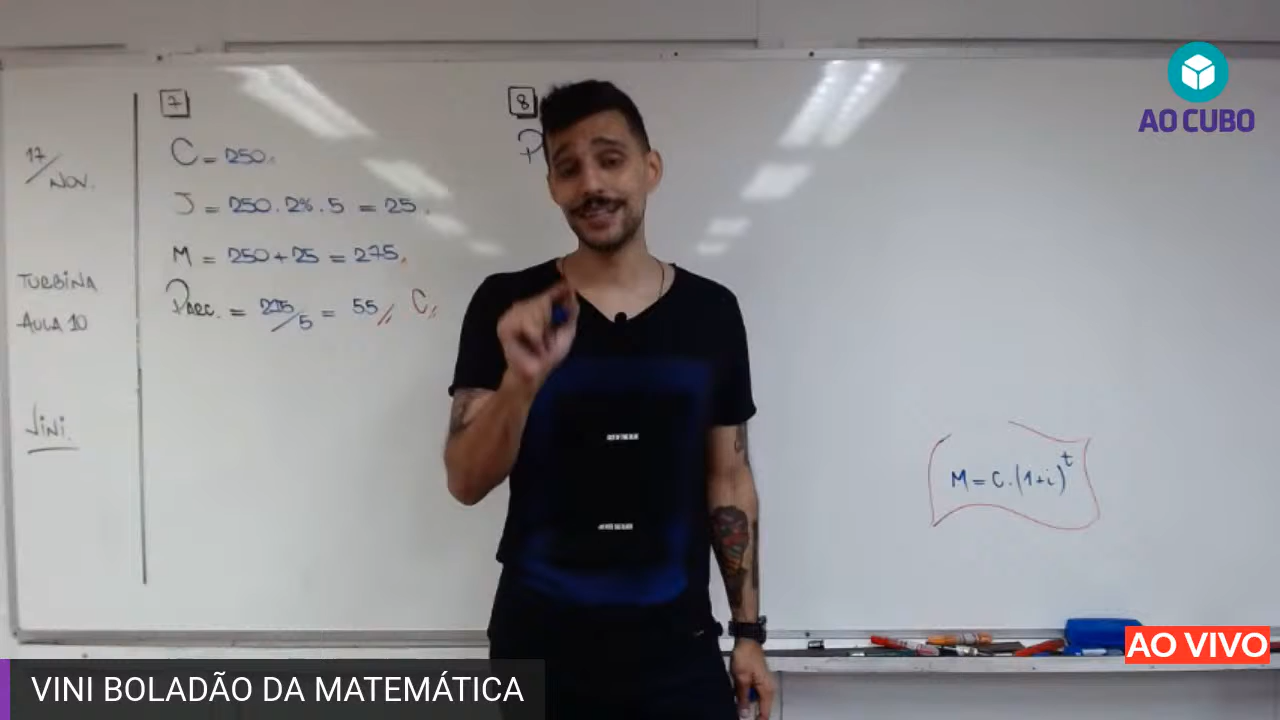 17/NOV.
TURBINA
AULA 10
Vini.
7
C = 250.
J = 250.2%.5 = 25.
M = 250+25 = 275.
Parc. = 275/5 = 55// C//
8
P
M = C.(1+i)^t
AO CUBO
AO VIVO
VINI BOLADÃO DA MATEMÁTICA